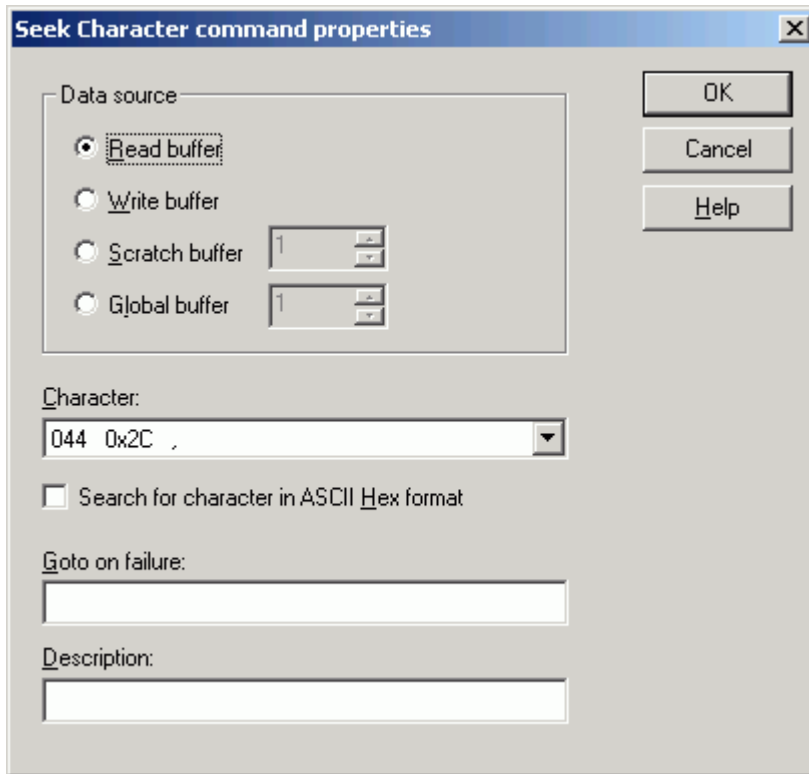 Seek Character command properties
Data source
Read buffer
Write buffer
Scratch buffer 1
Global buffer 1
OK
Cancel
Help
Character:
044 0x2C ,
Search for character in ASCII Hex format
Goto on failure:
Description: